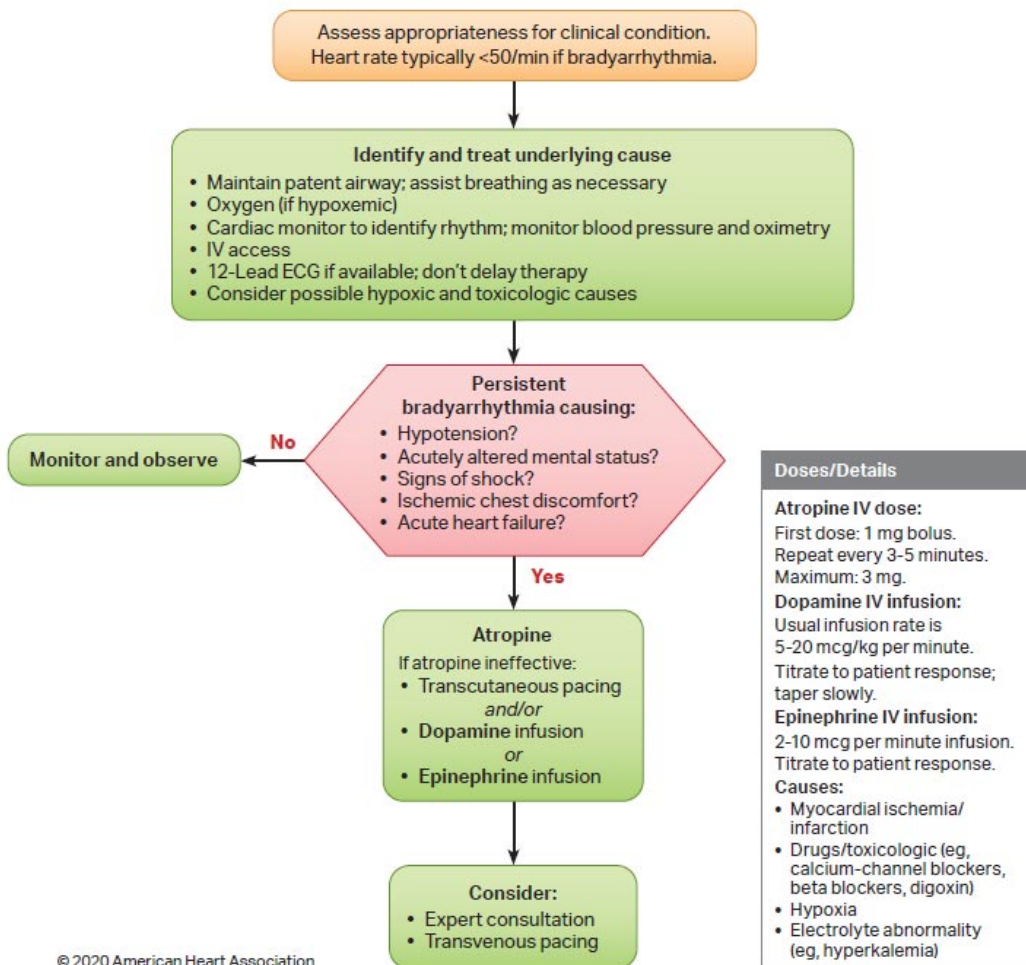 Assess appropriateness for clinical condition.
Heart rate typically <50/min if bradyarrhythmia.
Identify and treat underlying cause
• Maintain patent airway; assist breathing as necessary
• Oxygen (if hypoxemic)
• Cardiac monitor to identify rhythm; monitor blood pressure and oximetry
• IV access
• 12-Lead ECG if available; don't delay therapy
• Consider possible hypoxic and toxicologic causes
Persistent
bradyarrhythmia causing:
• Hypotension?
• Acutely altered mental status?
• Signs of shock?
• Ischemic chest discomfort?
• Acute heart failure?
No
Monitor and observe
Yes
Atropine
If atropine ineffective:
• Transcutaneous pacing
and/or
• Dopamine infusion
or
• Epinephrine infusion
Consider:
• Expert consultation
• Transvenous pacing
Doses/Details
Atropine IV dose:
First dose: 1 mg bolus.
Repeat every 3-5 minutes.
Maximum: 3 mg.
Dopamine IV infusion:
Usual infusion rate is
5-20 mcg/kg per minute.
Titrate to patient response;
taper slowly.
Epinephrine IV infusion:
2-10 mcg per minute infusion.
Titrate to patient response.
Causes:
• Myocardial ischemia/
infarction
• Drugs/toxicologic (eg,
calcium-channel blockers,
beta blockers, digoxin)
• Hypoxia
• Electrolyte abnormality
(eg, hyperkalemia)
© 2020 American Heart Association